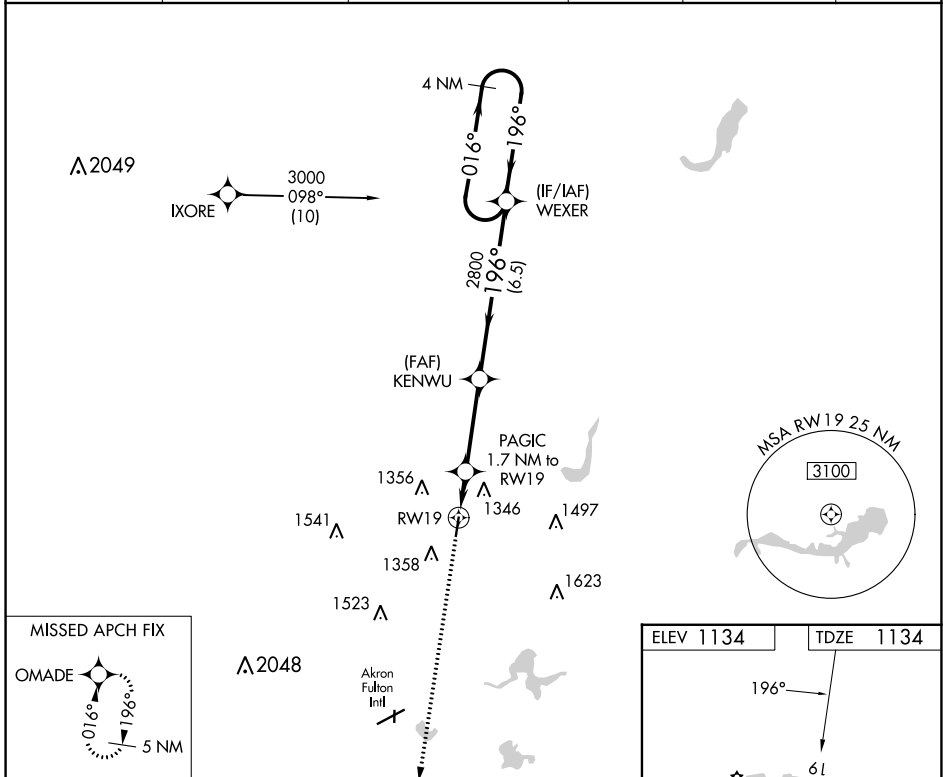 4 NM
016°
196°
2049
3000
098°
(10)
IXORE
(IF/IAF)
WEXER
2800
196°
(6.5)
(FAF)
KENWU
PAGIC
1.7 NM to
RW19
1356
1346
RW19
1541
1497
1358
1623
1523
MSA RW19 25 NM
3100
MISSED APCH FIX
OMADE
016°
196°
5 NM
2048
Akron
Fulton
Intl
ELEV 1134
TDZE 1134
196°
61